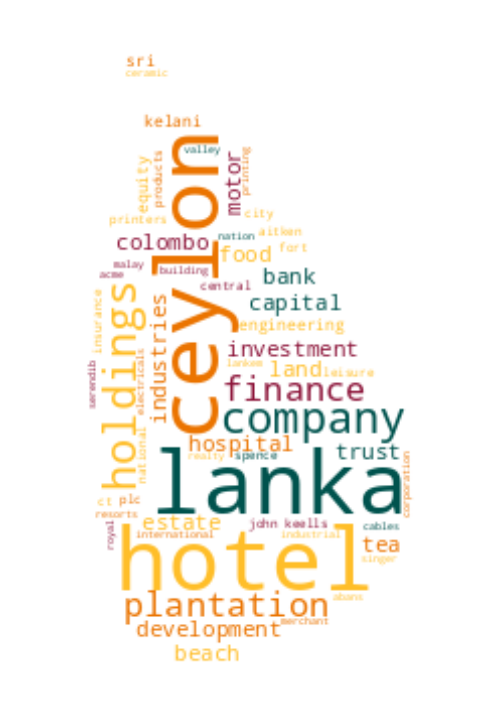 sri
ceramic
kelani
valley
ceylon
motor
printing
equity
products
printers
city
aitken
nation
colombo
food
fort
malay
acme
building
central
bank
capital
insurance
holdings
industries
engineering
investment
lankem
land
leisure
serendib
electricals
finance
company
national
hospital
trust
realty
spence
lanka
corporation
ct
plc
resorts
estate
john keells
cables
royal
international
industrial
hotel
tea
singer
abans
plantation
merchant
development
beach